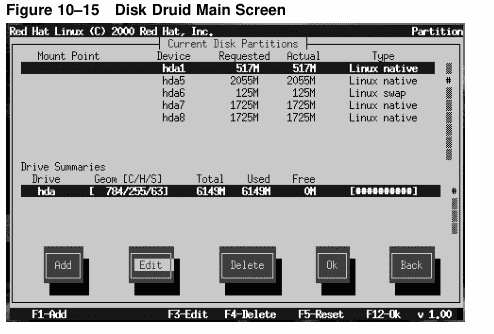 Figure 10–15 Disk Druid Main Screen
Red Hat Linux (C) 2000 Red Hat, Inc. Partition
Current Disk Partitions
Mount Point Device Requested Actual Type
hda1 517M 517M Linux native
hda5 2055M 2055M Linux native
hda6 125M 125M Linux swap
hda7 1725M 1725M Linux native
hda8 1725M 1725M Linux native
Drive Summaries
Drive Geom [C/H/S] Total Used Free
hda [ 784/255/63] 6149M 6149M 0M [##########]
Add Edit Delete Ok Back
F1-Add F3-Edit F4-Delete F5-Reset F12-Ok v 1.00